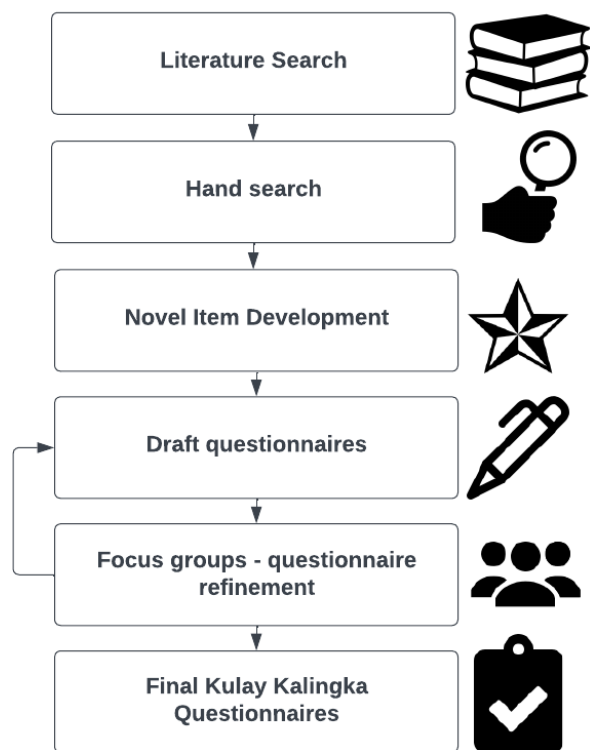 Literature Search
Hand search
Novel Item Development
Draft questionnaires
Focus groups - questionnaire
refinement
Final Kulay Kalingka
Questionnaires